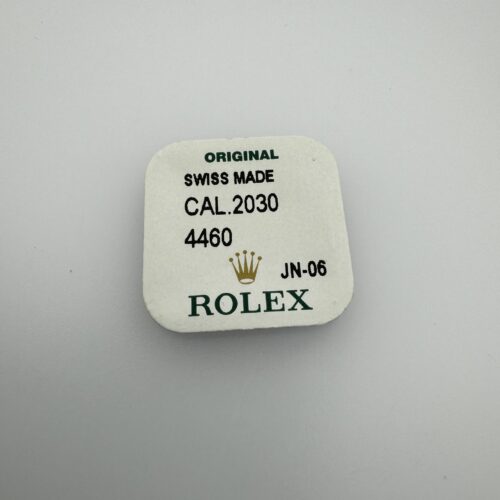 ORIGINAL
SWISS MADE
CAL.2030
4460
JN-06
ROLEX